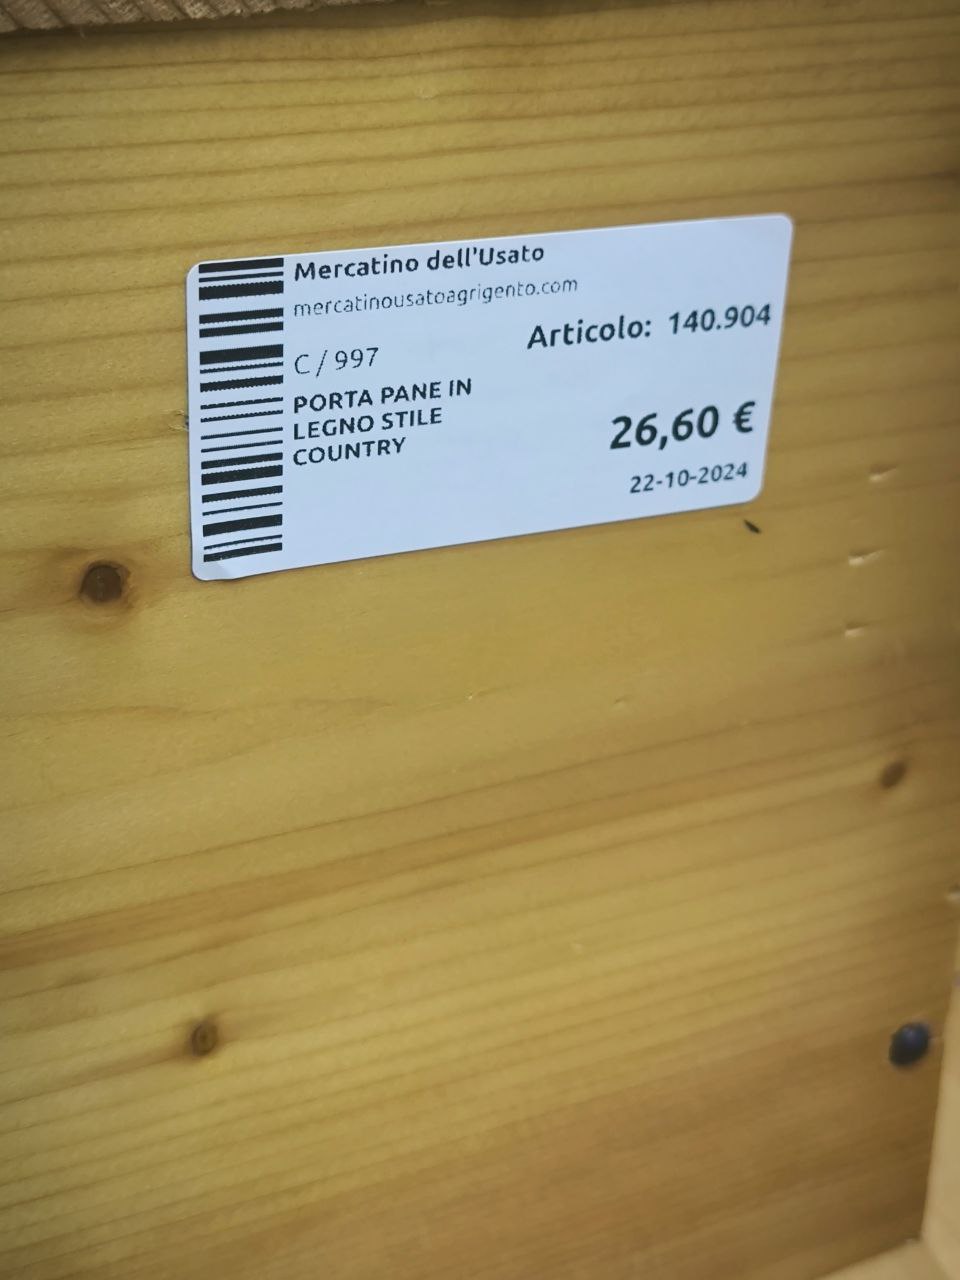 Mercatino dell'Usato
mercatinousatoagrigento.com
Articolo: 140.904
C / 997
PORTA PANE IN
LEGNO STILE
COUNTRY
26,60 €
22-10-2024